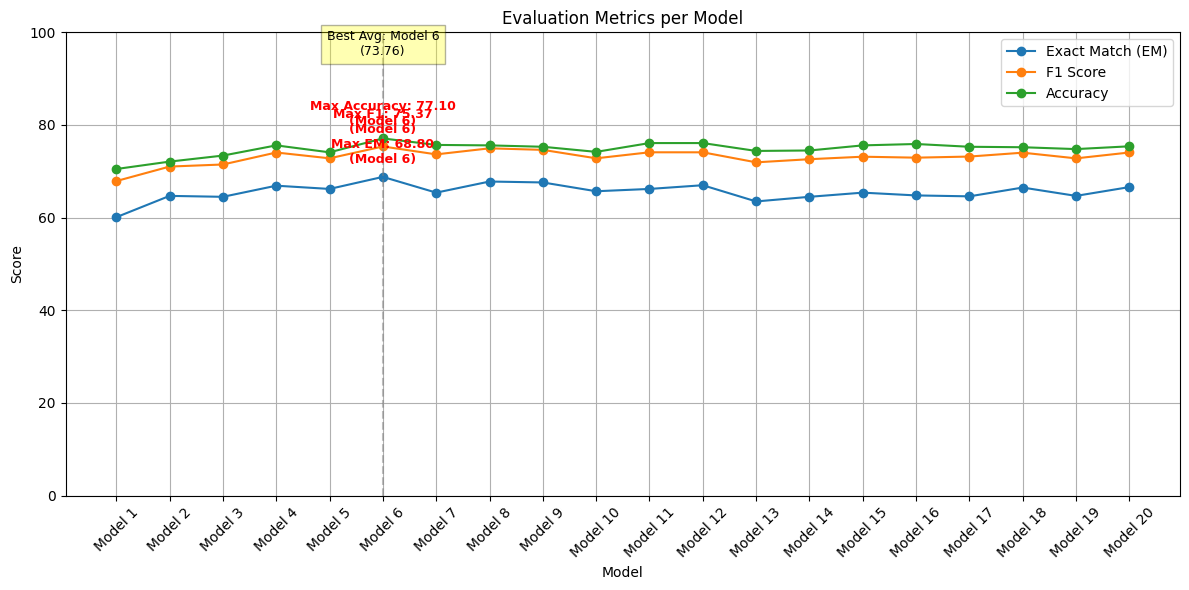 Evaluation Metrics per Model
Best Avg: Model 6
(73.76)
Exact Match (EM)
F1 Score
Accuracy
Max Accuracy: 77.10
(Model 6)
Max F1: 75.37
(Model 6)
Max EM: 68.80
(Model 6)
Score
100
80
60
40
20
0
Model 1
Model 2
Model 3
Model 4
Model 5
Model 6
Model 7
Model 8
Model 9
Model 10
Model 11
Model 12
Model 13
Model 14
Model 15
Model 16
Model 17
Model 18
Model 19
Model 20
Model